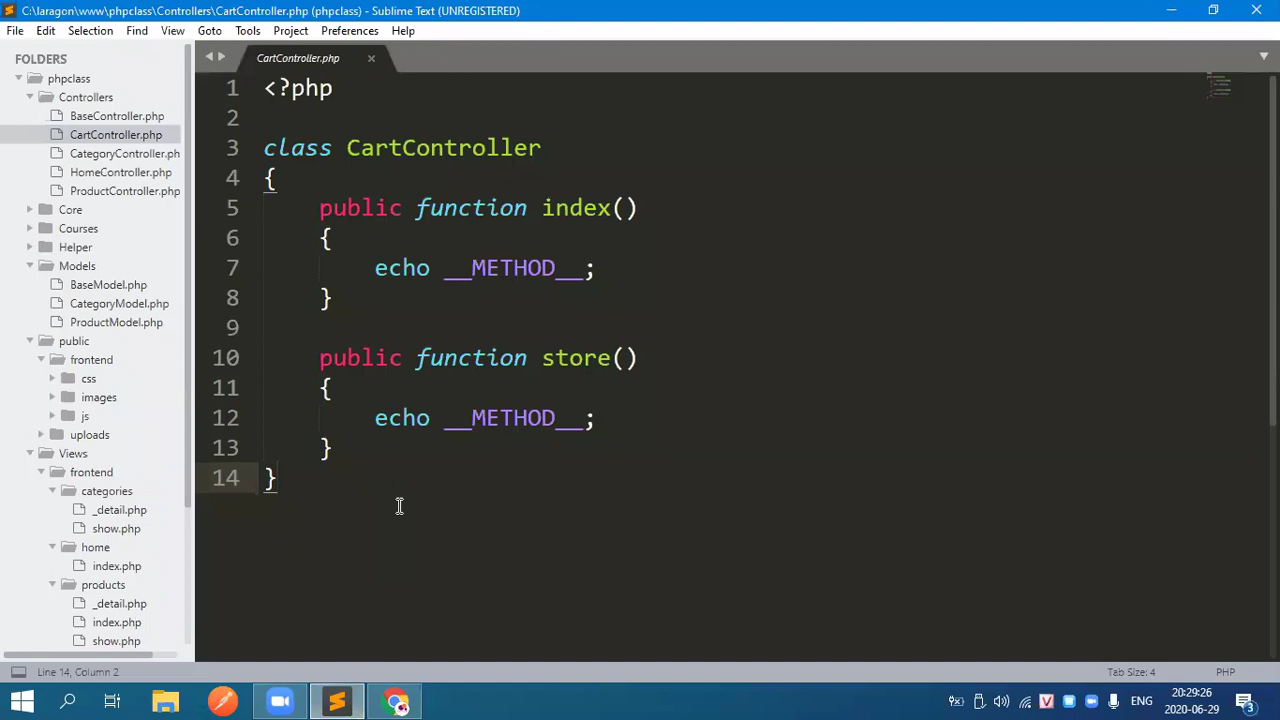 C:\laragon\www\phpclass\Controllers\CartController.php (phpclass) - Sublime Text (UNREGISTERED)
File Edit Selection Find View Goto Tools Project Preferences Help
FOLDERS
phpclass
Controllers
BaseController.php
CartController.php
CategoryController.ph
HomeController.php
ProductController.php
Core
Courses
Helper
Models
BaseModel.php
CategoryModel.php
ProductModel.php
public
frontend
css
images
js
uploads
Views
frontend
categories
_detail.php
show.php
home
index.php
products
_detail.php
index.php
show.php
CartController.php
1 <?php
2
3 class CartController
4 {
5 public function index()
6 {
7 echo __METHOD__;
8 }
9
10 public function store()
11 {
12 echo __METHOD__;
13 }
14 }
Line 14, Column 2
Tab Size: 4
PHP
ENG
20:29:26
2020-06-29
3